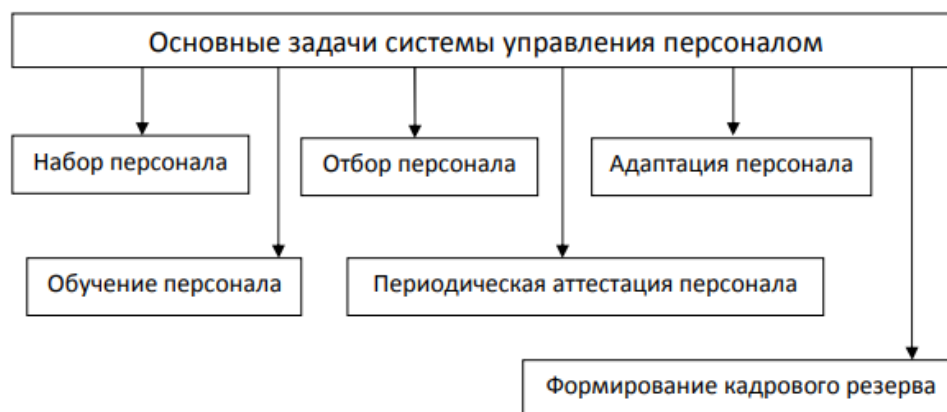 Основные задачи системы управления персоналом
Набор персонала
Отбор персонала
Адаптация персонала
Обучение персонала
Периодическая аттестация персонала
Формирование кадрового резерва